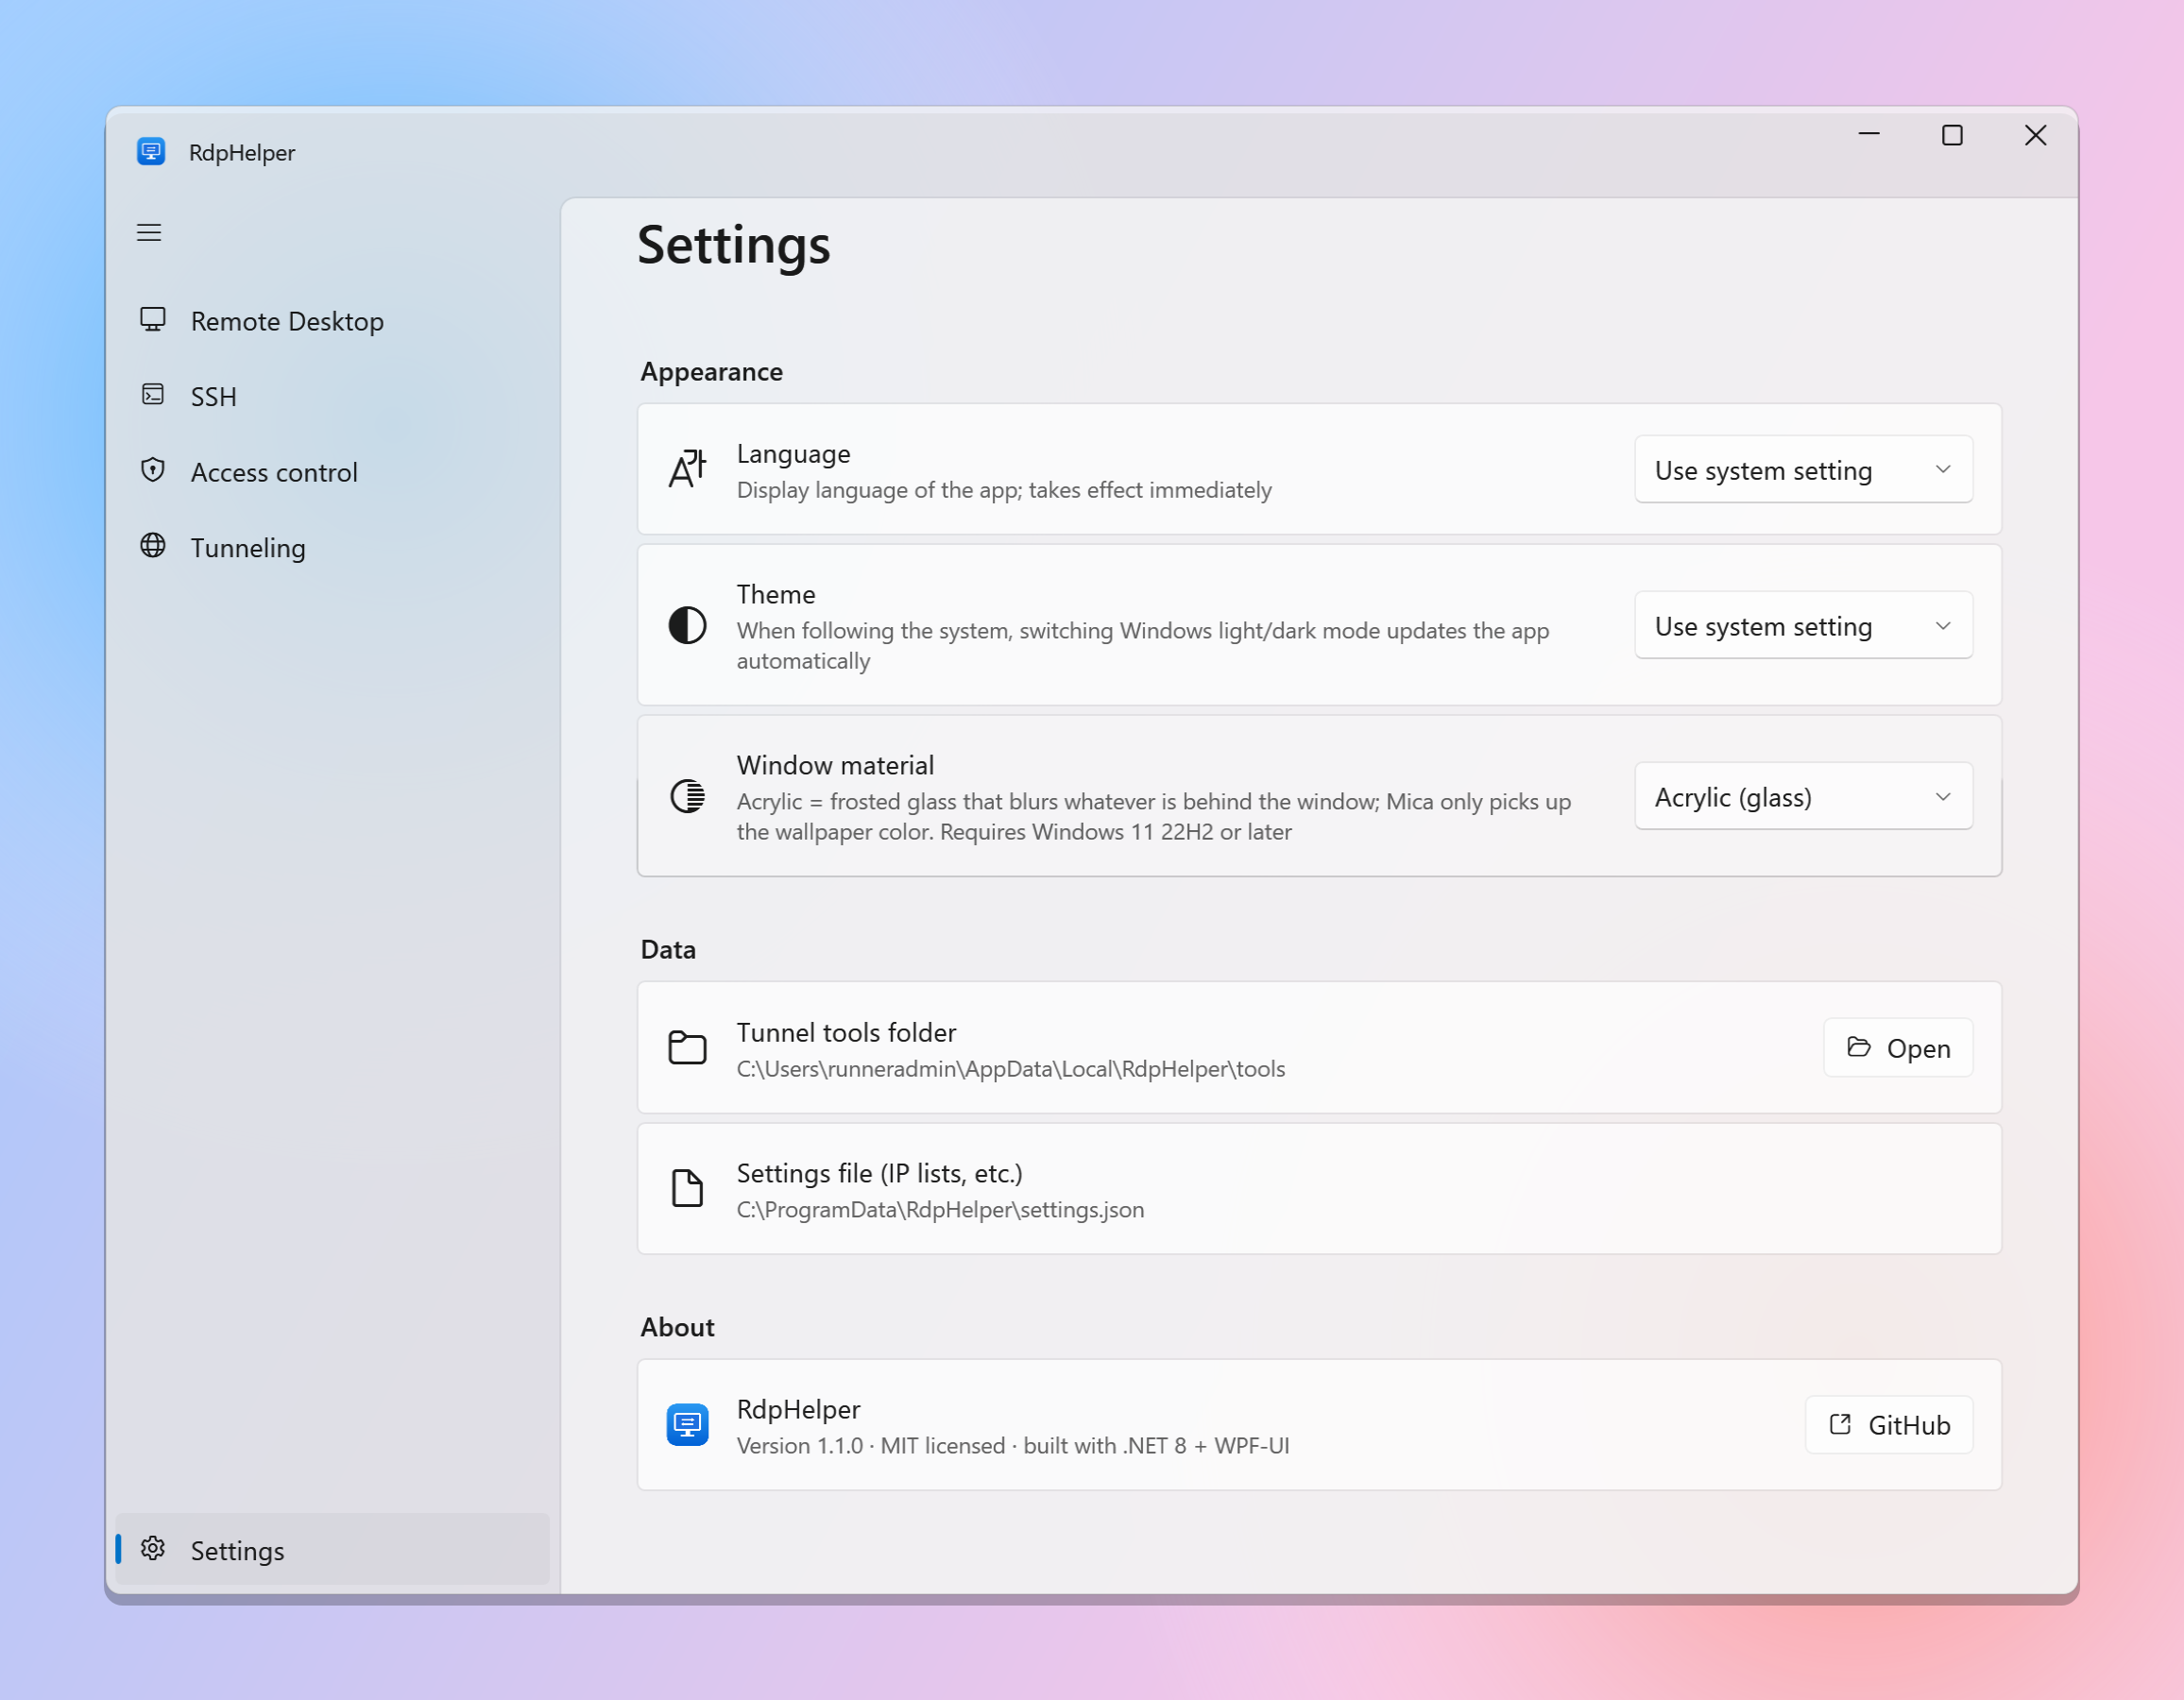 RdpHelper
Remote Desktop
SSH
Access control
Tunneling
Settings
Settings
Appearance
Language
Display language of the app; takes effect immediately
Use system setting
Theme
When following the system, switching Windows light/dark mode updates the app
automatically
Use system setting
Window material
Acrylic = frosted glass that blurs whatever is behind the window; Mica only picks up
the wallpaper color. Requires Windows 11 22H2 or later
Acrylic (glass)
Data
Tunnel tools folder
C:\Users\runneradmin\AppData\Local\RdpHelper\tools
Open
Settings file (IP lists, etc.)
C:\ProgramData\RdpHelper\settings.json
About
RdpHelper
Version 1.1.0 · MIT licensed · built with .NET 8 + WPF-UI
GitHub